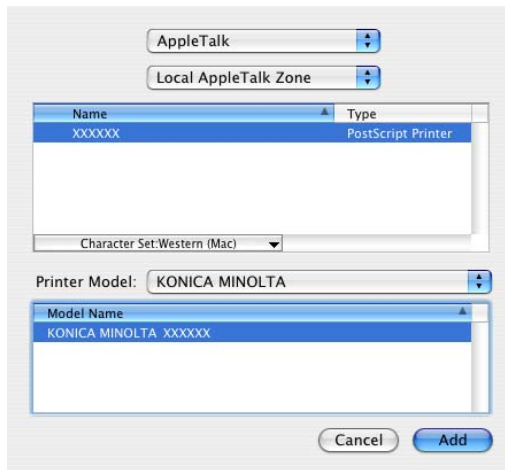 AppleTalk
Local AppleTalk Zone
Name Type
XXXXXX PostScript Printer
Character Set:Western (Mac)
Printer Model: KONICA MINOLTA
Model Name
KONICA MINOLTA XXXXXX
Cancel Add